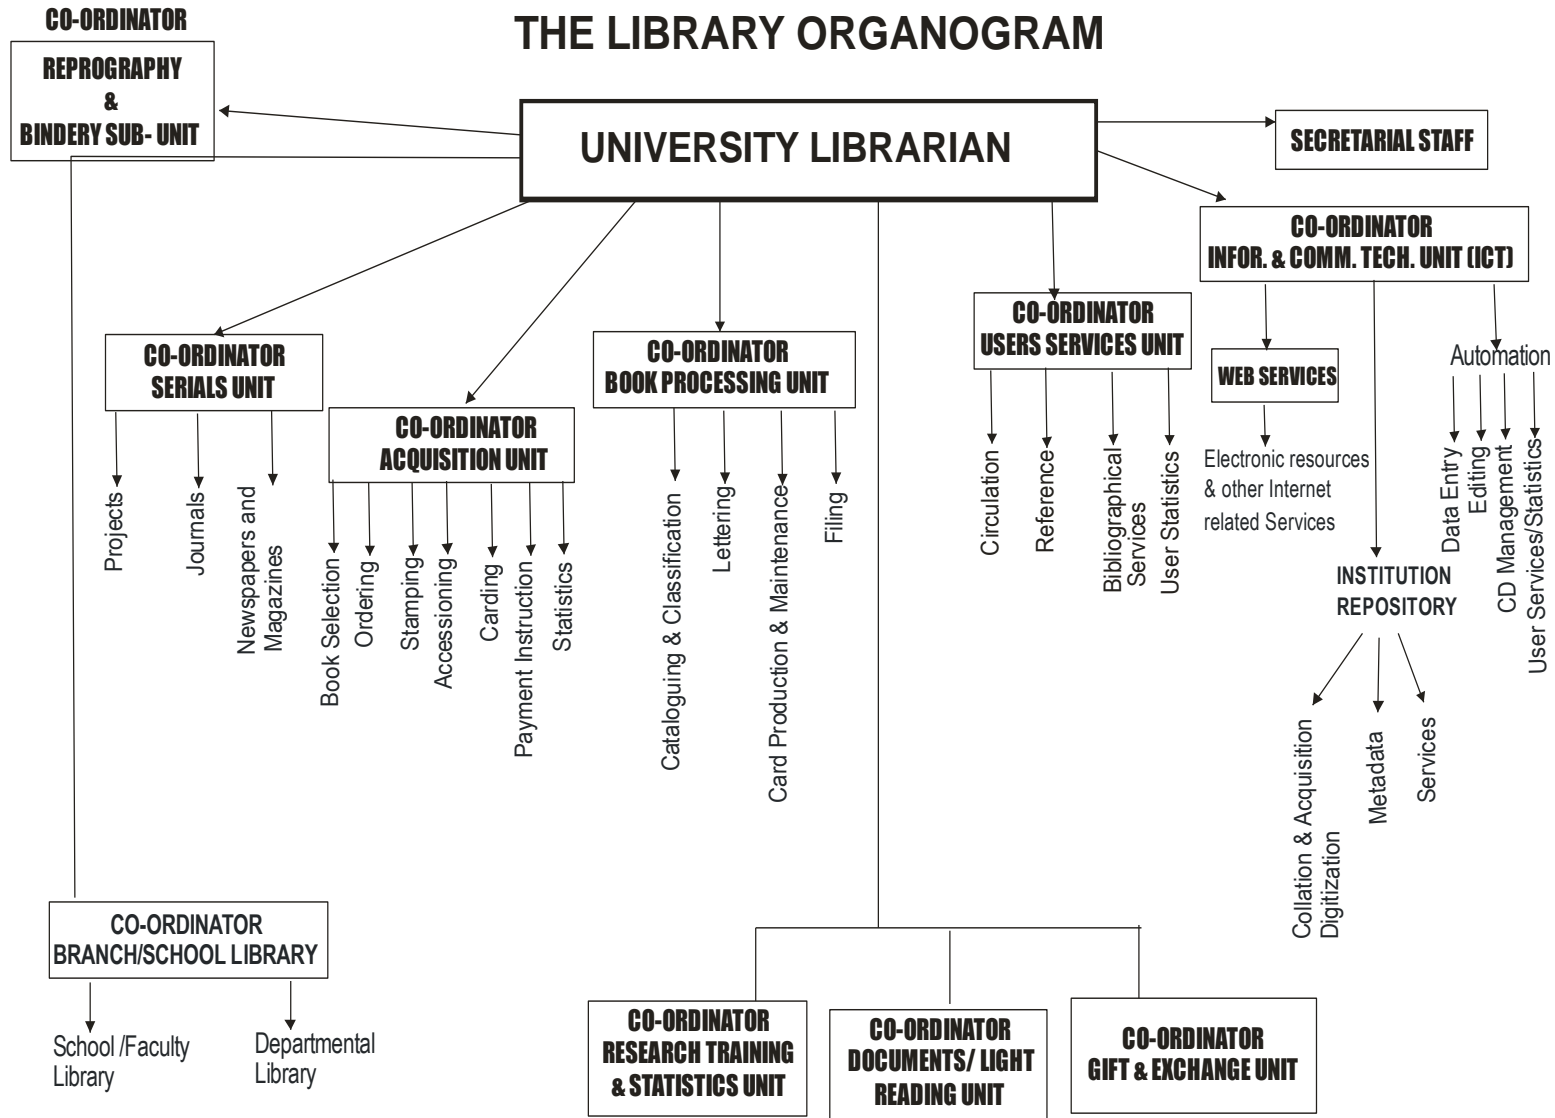 THE LIBRARY ORGANOGRAM
CO-ORDINATOR
REPROGRAPHY
&
BINDERY SUB- UNIT
UNIVERSITY LIBRARIAN
SECRETARIAL STAFF
CO-ORDINATOR
INFOR. & COMM. TECH. UNIT (ICT)
CO-ORDINATOR
SERIALS UNIT
Projects
Journals
Newspapers and
Magazines
CO-ORDINATOR
ACQUISITION UNIT
Book Selection
Ordering
Stamping
Accessioning
Carding
Payment Instruction
Statistics
CO-ORDINATOR
BOOK PROCESSING UNIT
Cataloguing & Classification
Lettering
Card Production & Maintenance
Filing
CO-ORDINATOR
USERS SERVICES UNIT
Circulation
Reference
Bibliographical
Services
User Statistics
WEB SERVICES
Electronic resources
& other Internet
related Services
INSTITUTION
REPOSITORY
Collation & Acquisition
Digitization
Metadata
Services
Automation
Data Entry
Editing
CD Management
User Services/Statistics
CO-ORDINATOR
BRANCH/SCHOOL LIBRARY
School /Faculty
Library
Departmental
Library
CO-ORDINATOR
RESEARCH TRAINING
& STATISTICS UNIT
CO-ORDINATOR
DOCUMENTS/ LIGHT
READING UNIT
CO-ORDINATOR
GIFT & EXCHANGE UNIT